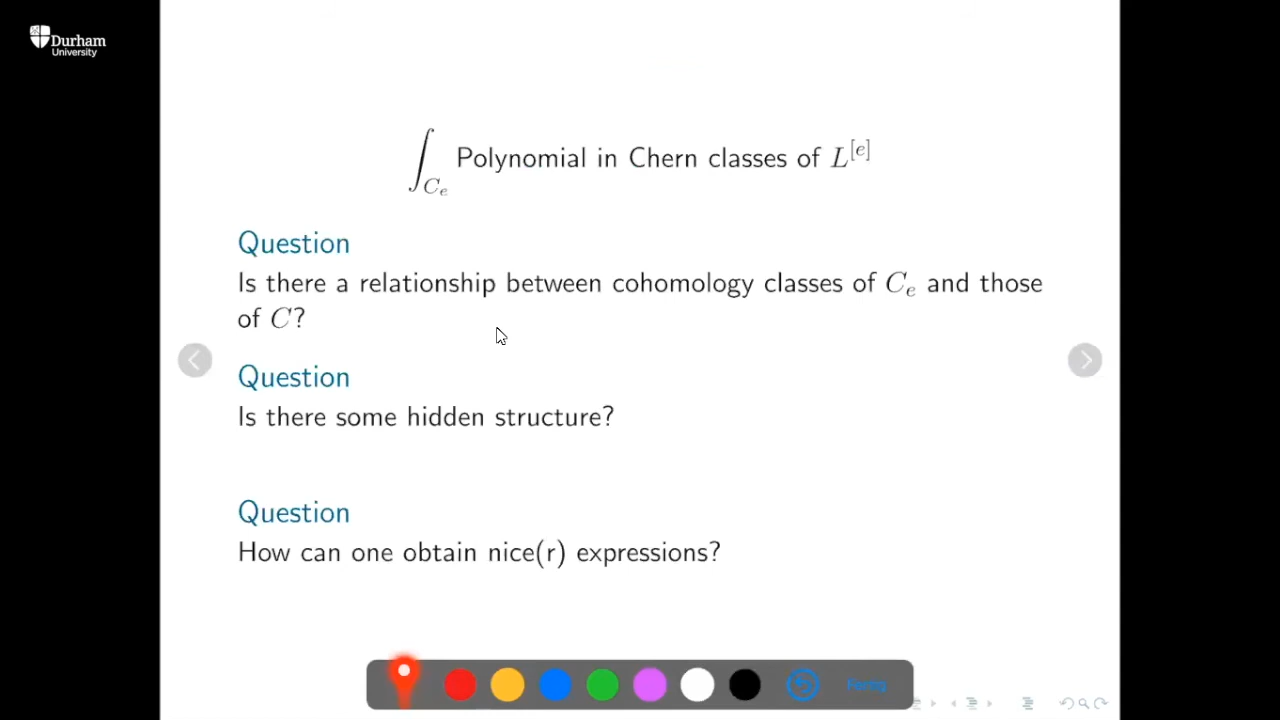 Durham
University
∫_{C_e} Polynomial in Chern classes of L^{[e]}
Question
Is there a relationship between cohomology classes of C_e and those
of C?
Question
Is there some hidden structure?
Question
How can one obtain nice(r) expressions?